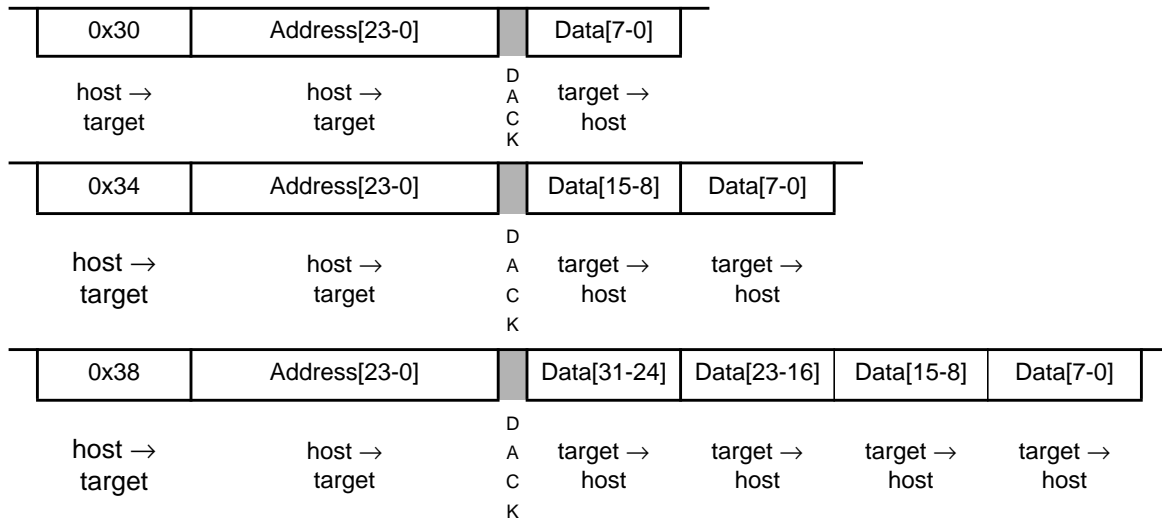 0x30 Address[23-0] Data[7-0]
host → host → D A C K target →
target target host
0x34 Address[23-0] Data[15-8] Data[7-0]
host → host → D A C K target → target →
target target host host
0x38 Address[23-0] Data[31-24] Data[23-16] Data[15-8] Data[7-0]
host → host → D A C K target → target → target → target →
target target host host host host